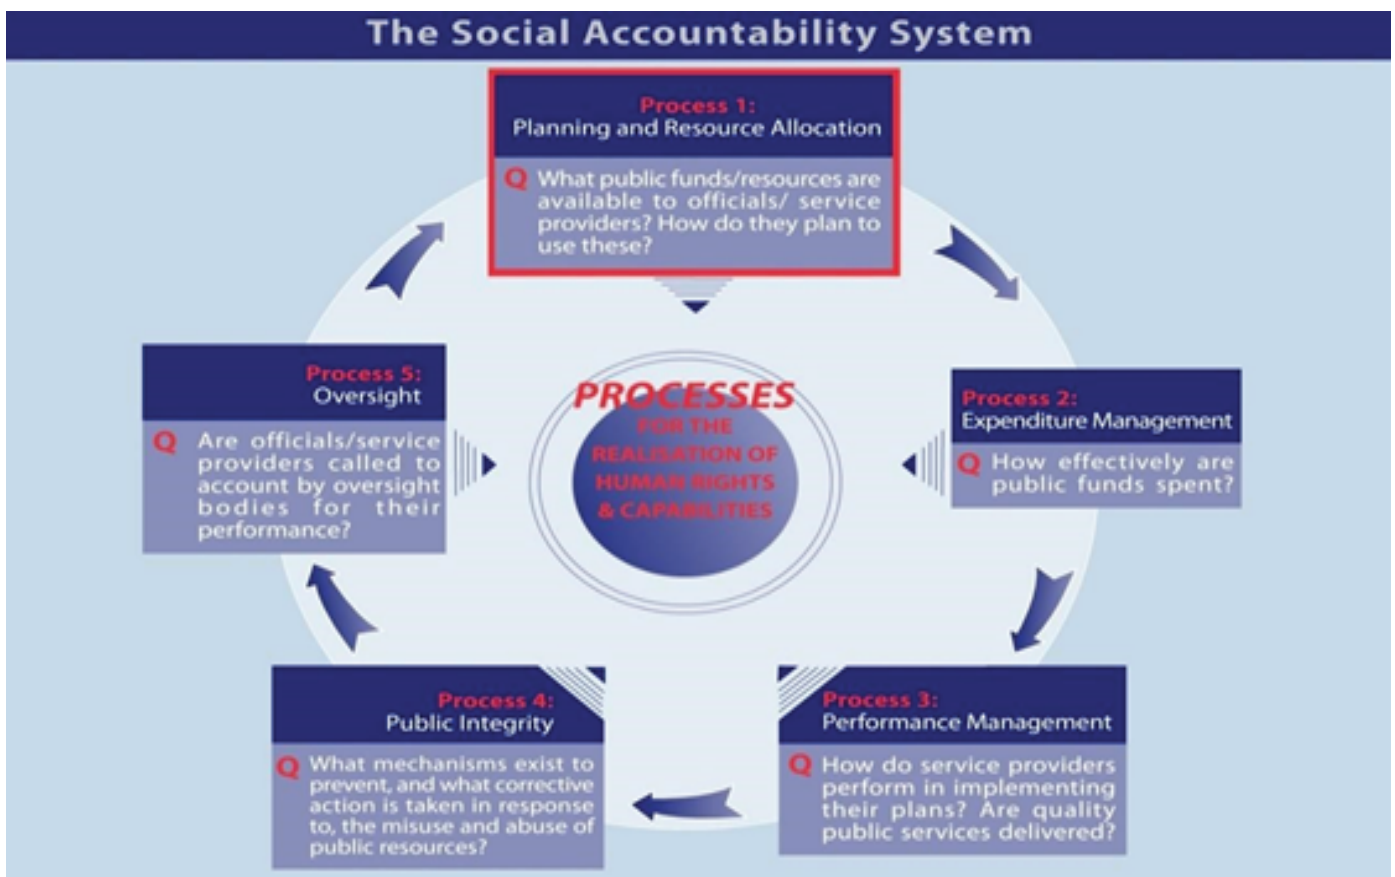 The Social Accountability System
Process 1:
Planning and Resource Allocation
Q What public funds/resources are
available to officials/ service
providers? How do they plan to
use these?
Process 2:
Expenditure Management
Q How effectively are
public funds spent?
Process 3:
Performance Management
Q How do service providers
perform in implementing
their plans? Are quality
public services delivered?
Process 4:
Public Integrity
Q What mechanisms exist to
prevent, and what corrective
action is taken in response
to, the misuse and abuse of
public resources?
Process 5:
Oversight
Q Are officials/service
providers called to
account by oversight
bodies for their
performance?
PROCESSES
FOR THE
REALISATION OF
HUMAN RIGHTS
& CAPABILITIES